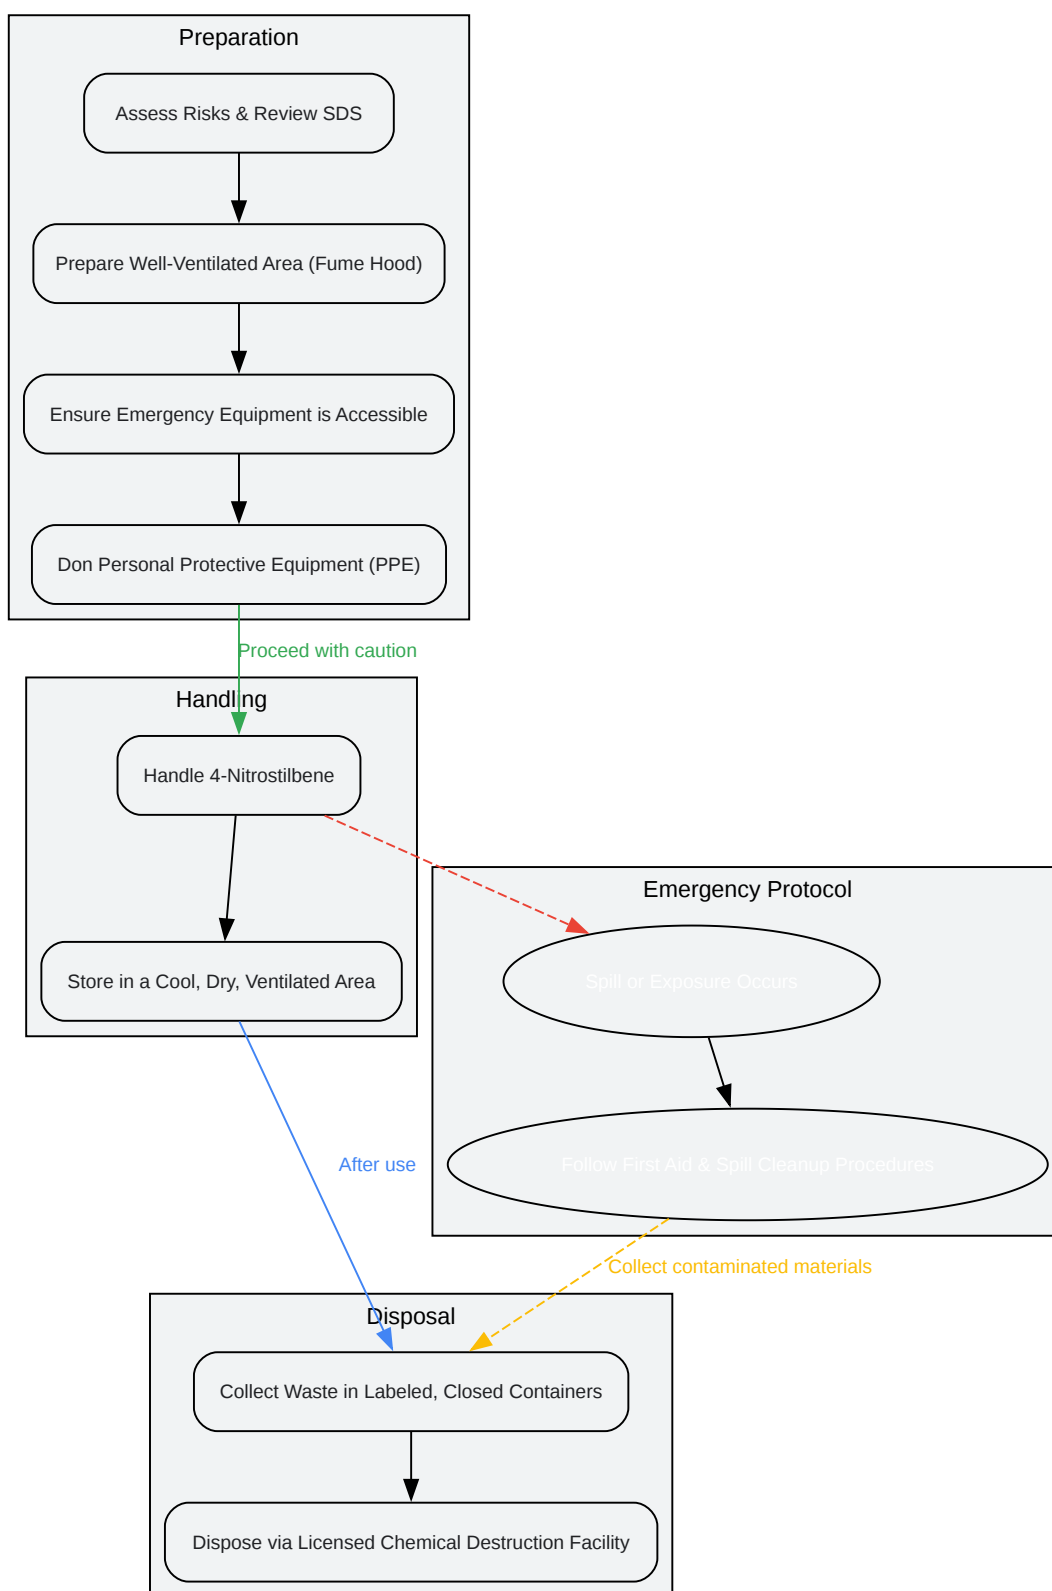 Preparation
Assess Risks & Review SDS
Prepare Well-Ventilated Area (Fume Hood)
Ensure Emergency Equipment is Accessible
Don Personal Protective Equipment (PPE)
Proceed with caution
Handling
Handle 4-Nitrostilbene
Store in a Cool, Dry, Ventilated Area
Emergency Protocol
Spill or Exposure Occurs
Follow First Aid & Spill Cleanup Procedures
After use
Collect contaminated materials
Disposal
Collect Waste in Labeled, Closed Containers
Dispose via Licensed Chemical Destruction Facility